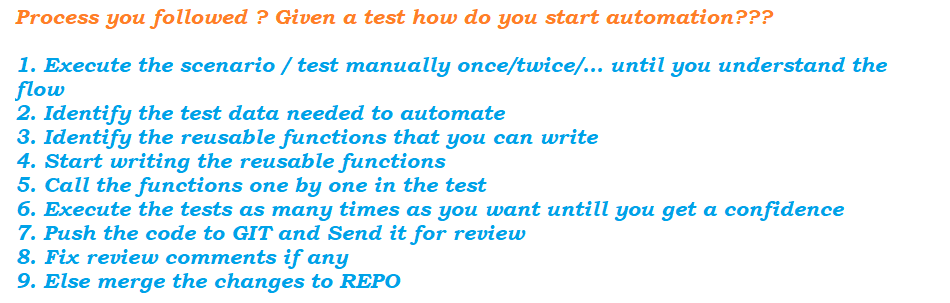 Process you followed ? Given a test how do you start automation???
1. Execute the scenario / test manually once/twice/... until you understand the
flow
2. Identify the test data needed to automate
3. Identify the reusable functions that you can write
4. Start writing the reusable functions
5. Call the functions one by one in the test
6. Execute the tests as many times as you want untill you get a confidence
7. Push the code to GIT and Send it for review
8. Fix review comments if any
9. Else merge the changes to REPO